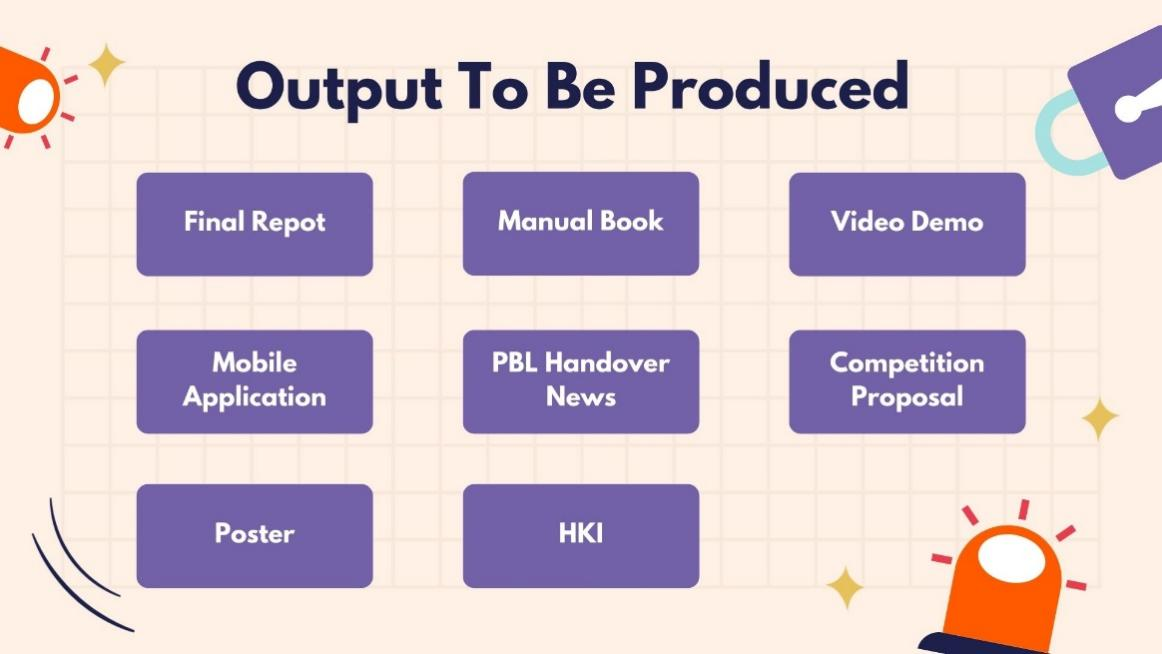 Output To Be Produced
Final Repot
Manual Book
Video Demo
Mobile
Application
PBL Handover
News
Competition
Proposal
Poster
HKI